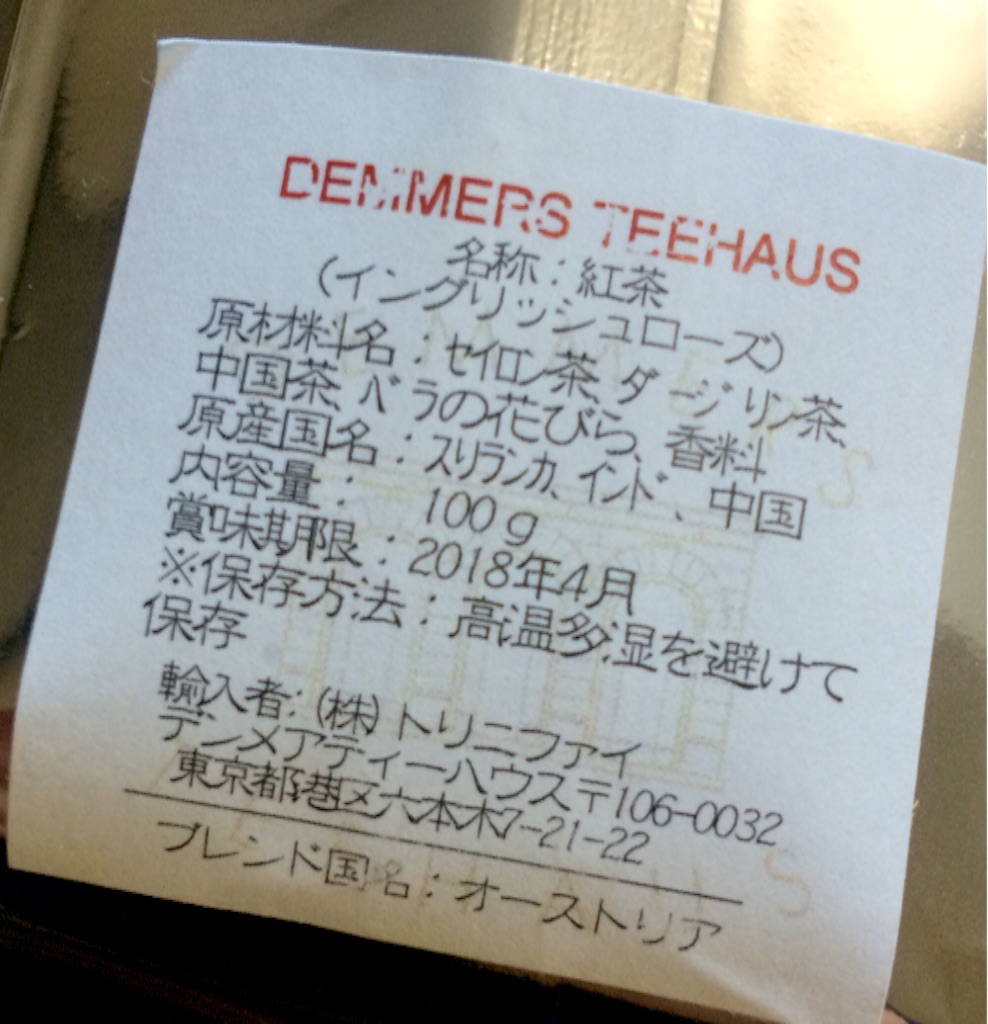 DEMMERS TEEHAUS
名称：紅茶
（イングリッシュローズ）
原材料名：セイロン茶、ダージリン茶、
中国茶、バラの花びら、香料
原産国名：スリランカ、インド、中国
内容量： 100g
賞味期限：2018年4月
※保存方法：高温多湿を避けて
保存
輸入者：(株)トリニファイ
デンメアティーハウス〒106-0032
東京都港区六本木7-21-22
ブレンド国名：オーストリア